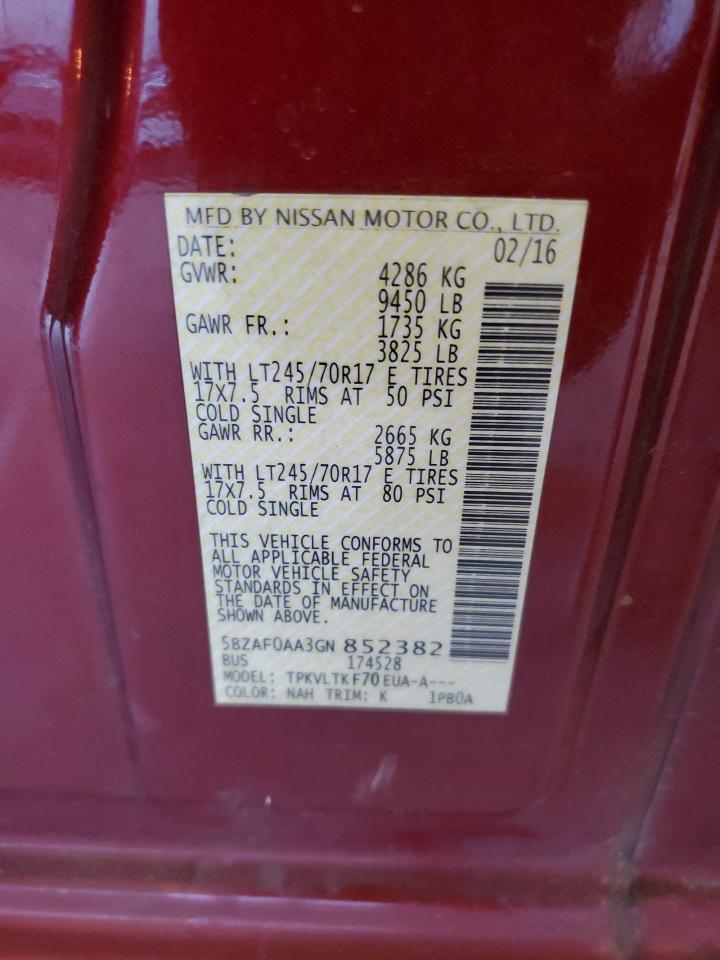 MFD BY NISSAN MOTOR CO., LTD.
DATE: 02/16
GVWR: 4286 KG
9450 LB
GAWR FR.: 1735 KG
3825 LB
WITH LT245/70R17 E TIRES
17X7.5 RIMS AT 50 PSI
COLD SINGLE
GAWR RR.: 2665 KG
5875 LB
WITH LT245/70R17 E TIRES
17X7.5 RIMS AT 80 PSI
COLD SINGLE
THIS VEHICLE CONFORMS TO
ALL APPLICABLE FEDERAL
MOTOR VEHICLE SAFETY
STANDARDS IN EFFECT ON
THE DATE OF MANUFACTURE
SHOWN ABOVE.
5BZAF0AA3GN 852382
BUS 174528
MODEL: TPKVLTK F70 EUA-A---
COLOR: NAH TRIM: K 1PB0A